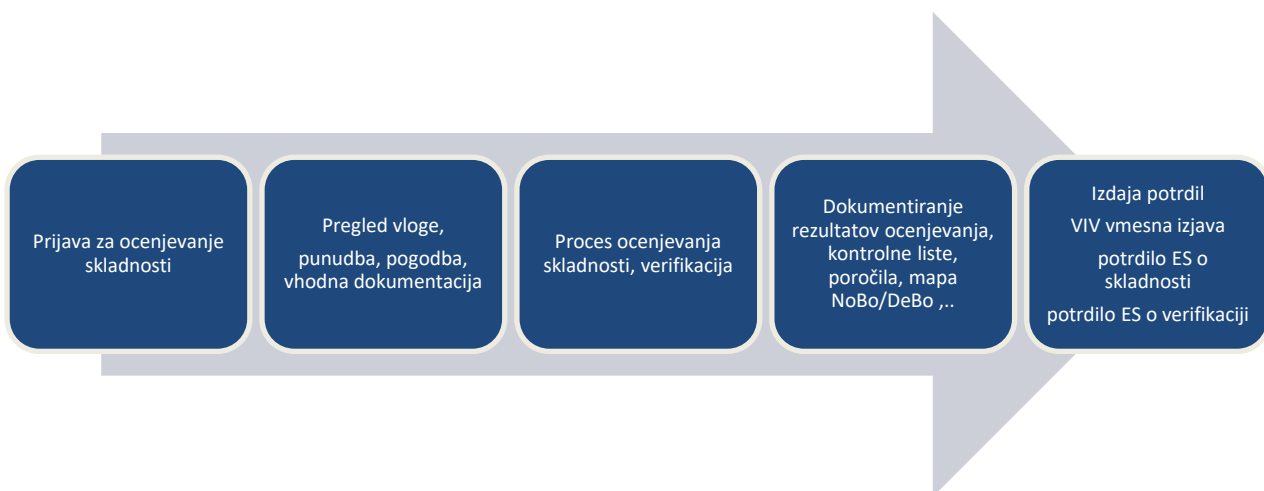 Prijava za ocenjevanje
skladnosti
Pregled vloge,
punudba, pogodba,
vhodna dokumentacija
Proces ocenjevanja
skladnosti, verifikacija
Dokumentiranje
rezultatov ocenjevanja,
kontrolne liste,
poročila, mapa
NoBo/DeBo ,..
Izdaja potrdil
VIV vmesna izjava
potrdilo ES o
skladnosti
potrdilo ES o verifikaciji